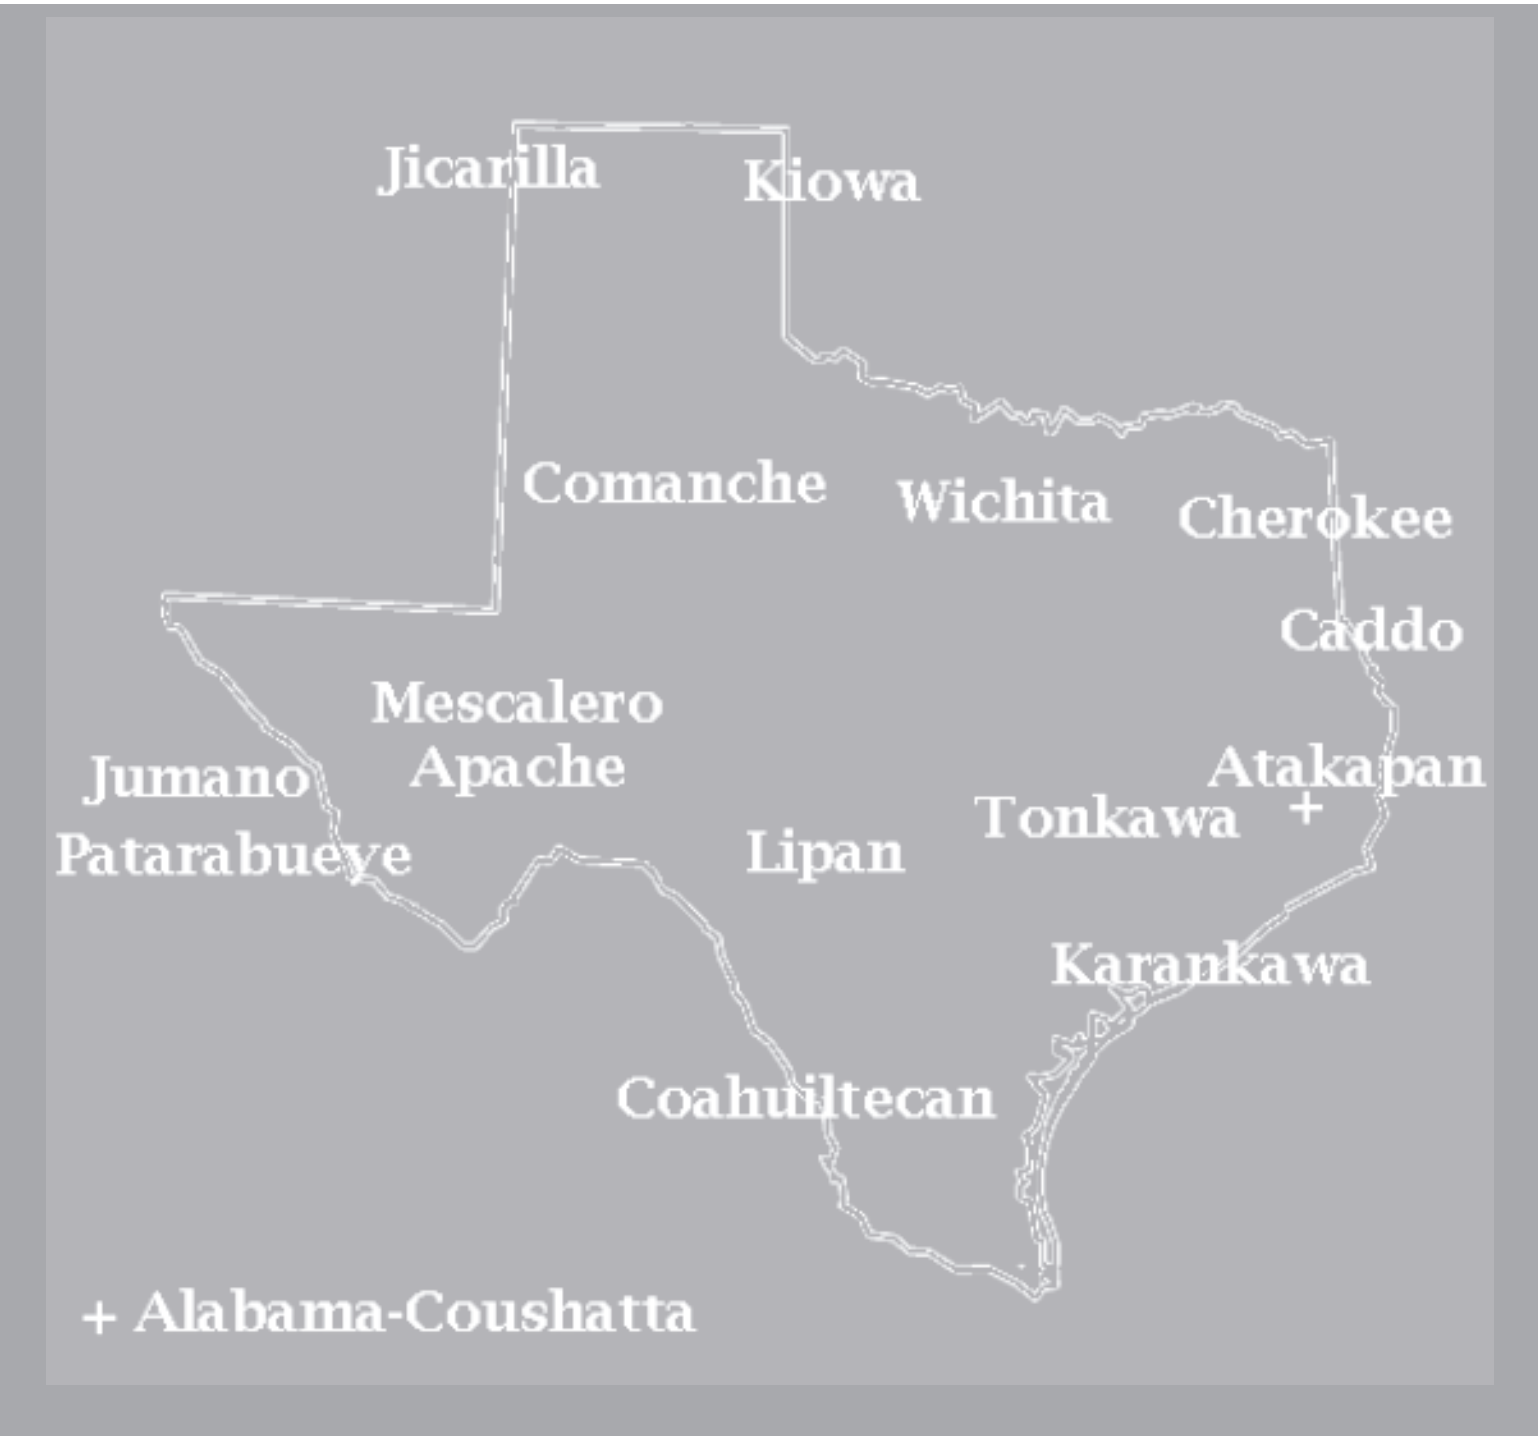 Jicarilla
Kiowa
Comanche
Wichita
Cherokee
Caddo
Mescalero
Apache
Jumano
Atakapan
+
Tonkawa
Patarabueye
Lipan
Karankawa
Coahuiltecan
+ Alabama-Coushatta